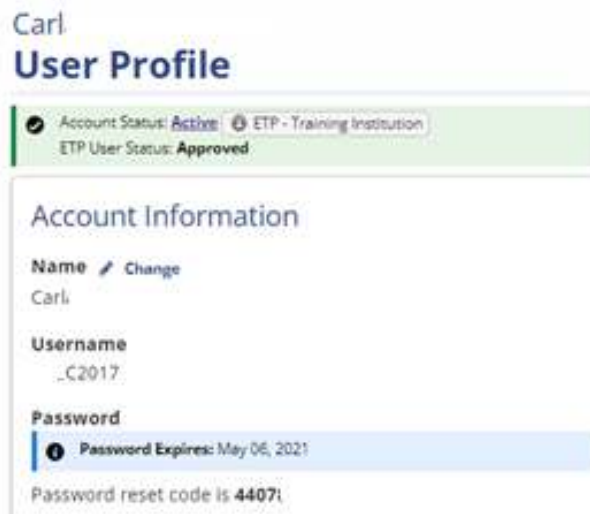 Carl
User Profile
Account Status: Active ETP - Training Institution
ETP User Status: Approved
Account Information
Name Change
Carl
Username
_C2017
Password
Password Expires: May 06, 2021
Password reset code is 4407